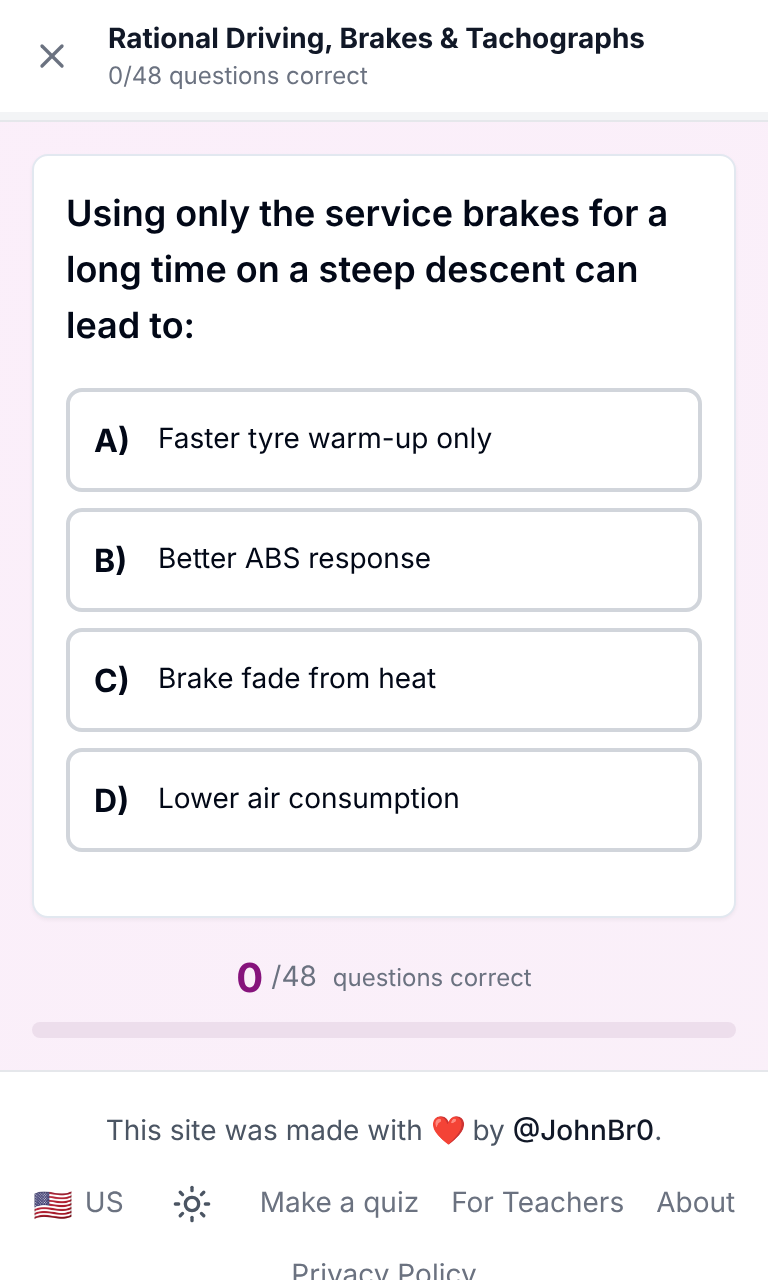 Rational Driving, Brakes & Tachographs
0/48 questions correct
Using only the service brakes for a
long time on a steep descent can
lead to:
A) Faster tyre warm-up only
B) Better ABS response
C) Brake fade from heat
D) Lower air consumption
0 /48 questions correct
This site was made with ❤️ by @JohnBr0.
🇺🇸 US Make a quiz For Teachers About
Privacy Policy